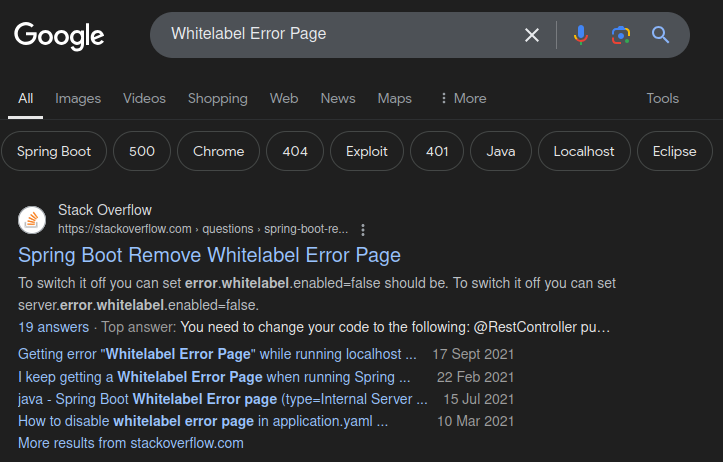 Google
Whitelabel Error Page
All Images Videos Shopping Web News Maps More Tools
Spring Boot 500 Chrome 404 Exploit 401 Java Localhost Eclipse
Stack Overflow
https://stackoverflow.com › questions › spring-boot-re...
Spring Boot Remove Whitelabel Error Page
To switch it off you can set error.whitelabel.enabled=false should be. To switch it off you can set
server.error.whitelabel.enabled=false.
19 answers · Top answer: You need to change your code to the following: @RestController pu…
Getting error "Whitelabel Error Page" while running localhost ... 17 Sept 2021
I keep getting a Whitelabel Error Page when running Spring ... 22 Feb 2021
java - Spring Boot Whitelabel Error page (type=Internal Server ... 15 Jul 2021
How to disable whitelabel error page in application.yaml ... 10 Mar 2021
More results from stackoverflow.com